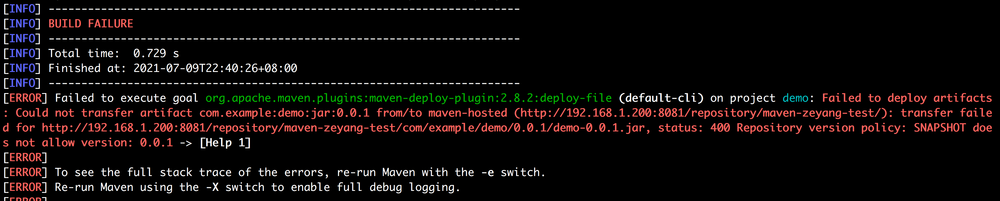 [INFO] ------------------------------------------------------------------------
[INFO] BUILD FAILURE
[INFO] ------------------------------------------------------------------------
[INFO] Total time:  0.729 s
[INFO] Finished at: 2021-07-09T22:40:26+08:00
[INFO] ------------------------------------------------------------------------
[ERROR] Failed to execute goal org.apache.maven.plugins:maven-deploy-plugin:2.8.2:deploy-file (default-cli) on project demo: Failed to deploy artifacts
: Could not transfer artifact com.example:demo:jar:0.0.1 from/to maven-hosted (http://192.168.1.200:8081/repository/maven-zeyang-test/): transfer faile
d for http://192.168.1.200:8081/repository/maven-zeyang-test/com/example/demo/0.0.1/demo-0.0.1.jar, status: 400 Repository version policy: SNAPSHOT doe
s not allow version: 0.0.1 -> [Help 1]
[ERROR]
[ERROR] To see the full stack trace of the errors, re-run Maven with the -e switch.
[ERROR] Re-run Maven using the -X switch to enable full debug logging.
[ERROR]